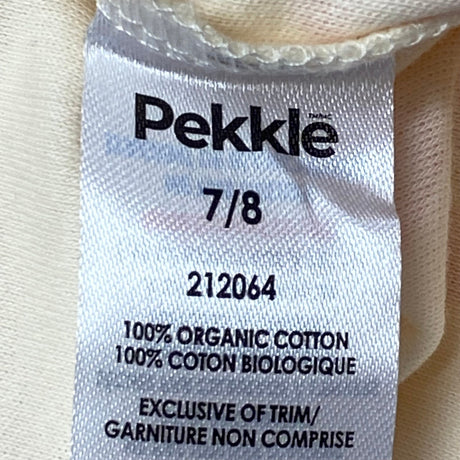 Pekkle
7/8
212064
100% ORGANIC COTTON
100% COTON BIOLOGIQUE
EXCLUSIVE OF TRIM/
GARNITURE NON COMPRISE